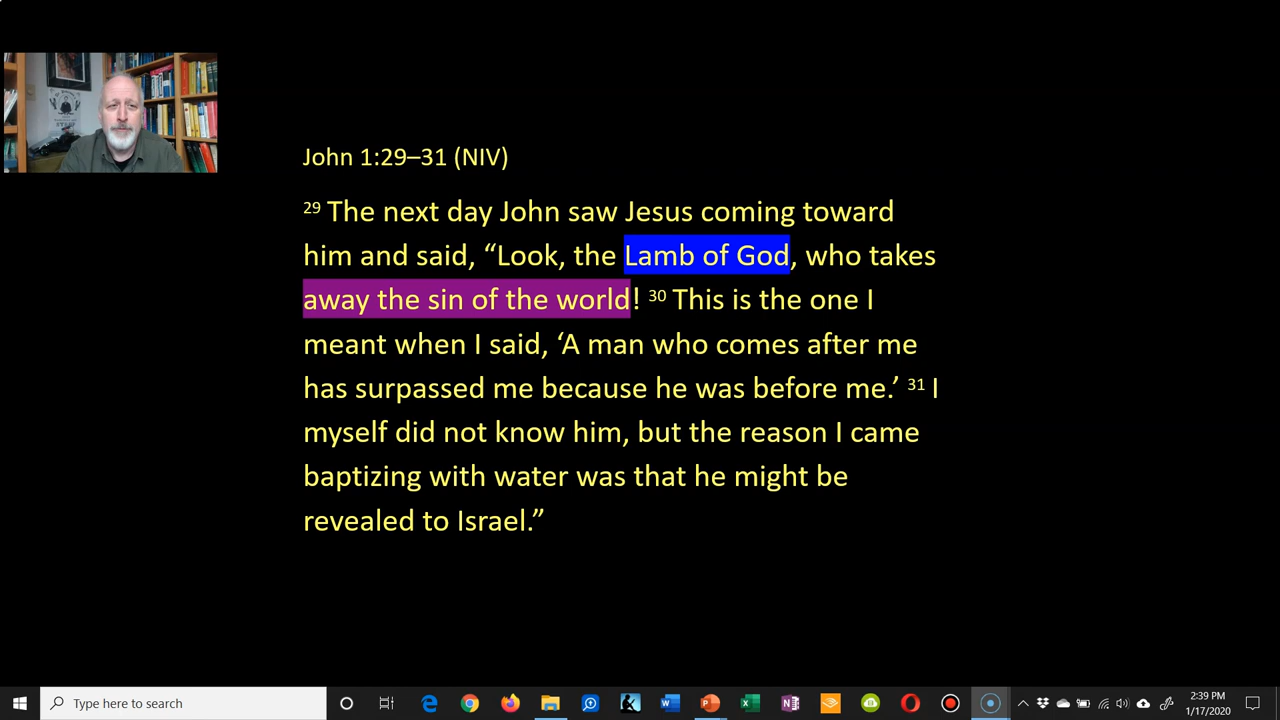 John 1:29–31 (NIV)
29 The next day John saw Jesus coming toward
him and said, “Look, the Lamb of God, who takes
away the sin of the world! 30 This is the one I
meant when I said, ‘A man who comes after me
has surpassed me because he was before me.’ 31 I
myself did not know him, but the reason I came
baptizing with water was that he might be
revealed to Israel.”
Type here to search
2:39 PM
1/17/2020